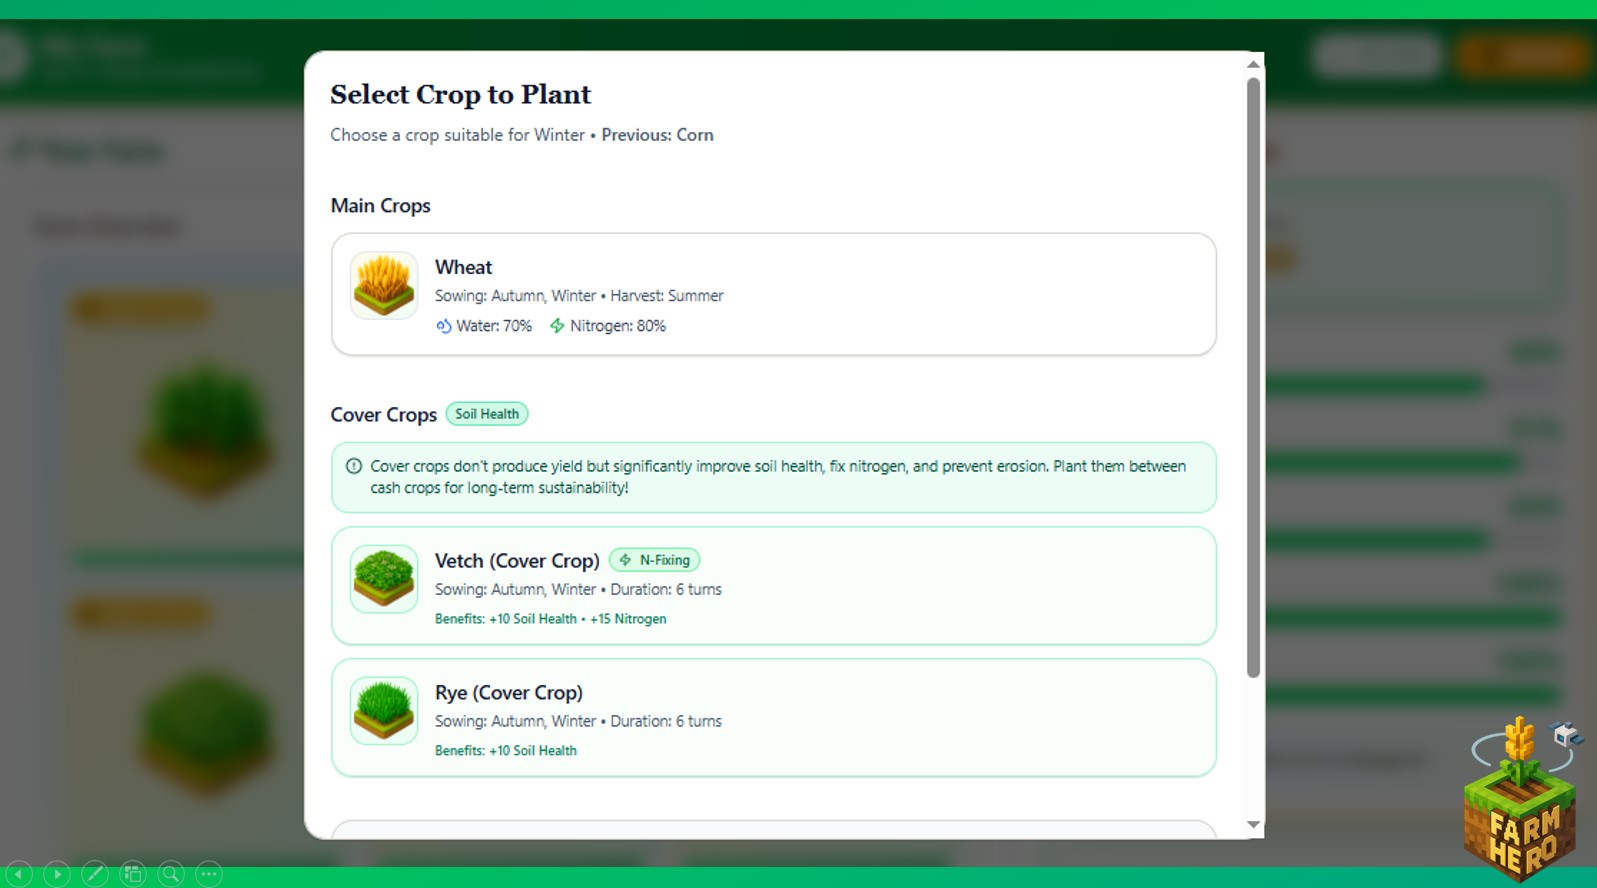 Select Crop to Plant
Choose a crop suitable for Winter • Previous: Corn
Main Crops
Wheat
Sowing: Autumn, Winter • Harvest: Summer
Water: 70% Nitrogen: 80%
Cover Crops Soil Health
Cover crops don't produce yield but significantly improve soil health, fix nitrogen, and prevent erosion. Plant them between
cash crops for long-term sustainability!
Vetch (Cover Crop) N-Fixing
Sowing: Autumn, Winter • Duration: 6 turns
Benefits: +10 Soil Health • +15 Nitrogen
Rye (Cover Crop)
Sowing: Autumn, Winter • Duration: 6 turns
Benefits: +10 Soil Health
FARM
HERO